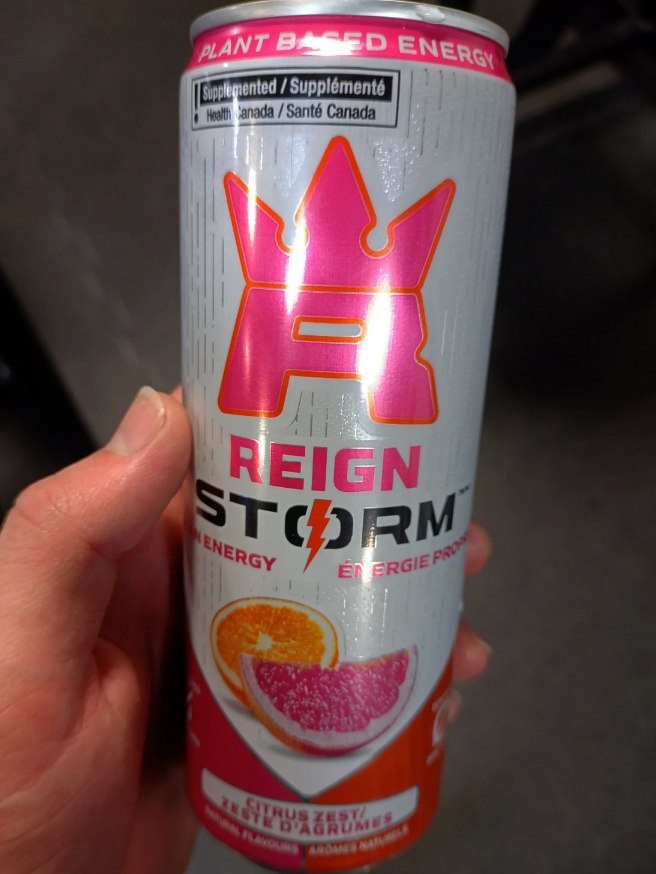 PLANT BASED ENERGY
Supplemented / Supplémenté
Health Canada / Santé Canada
REIGN
STORM™
ENERGY ÉNERGIE
CITRUS ZEST/
ZESTE D'AGRUMES
NATURAL FLAVOURS ARÔMES NATURELS